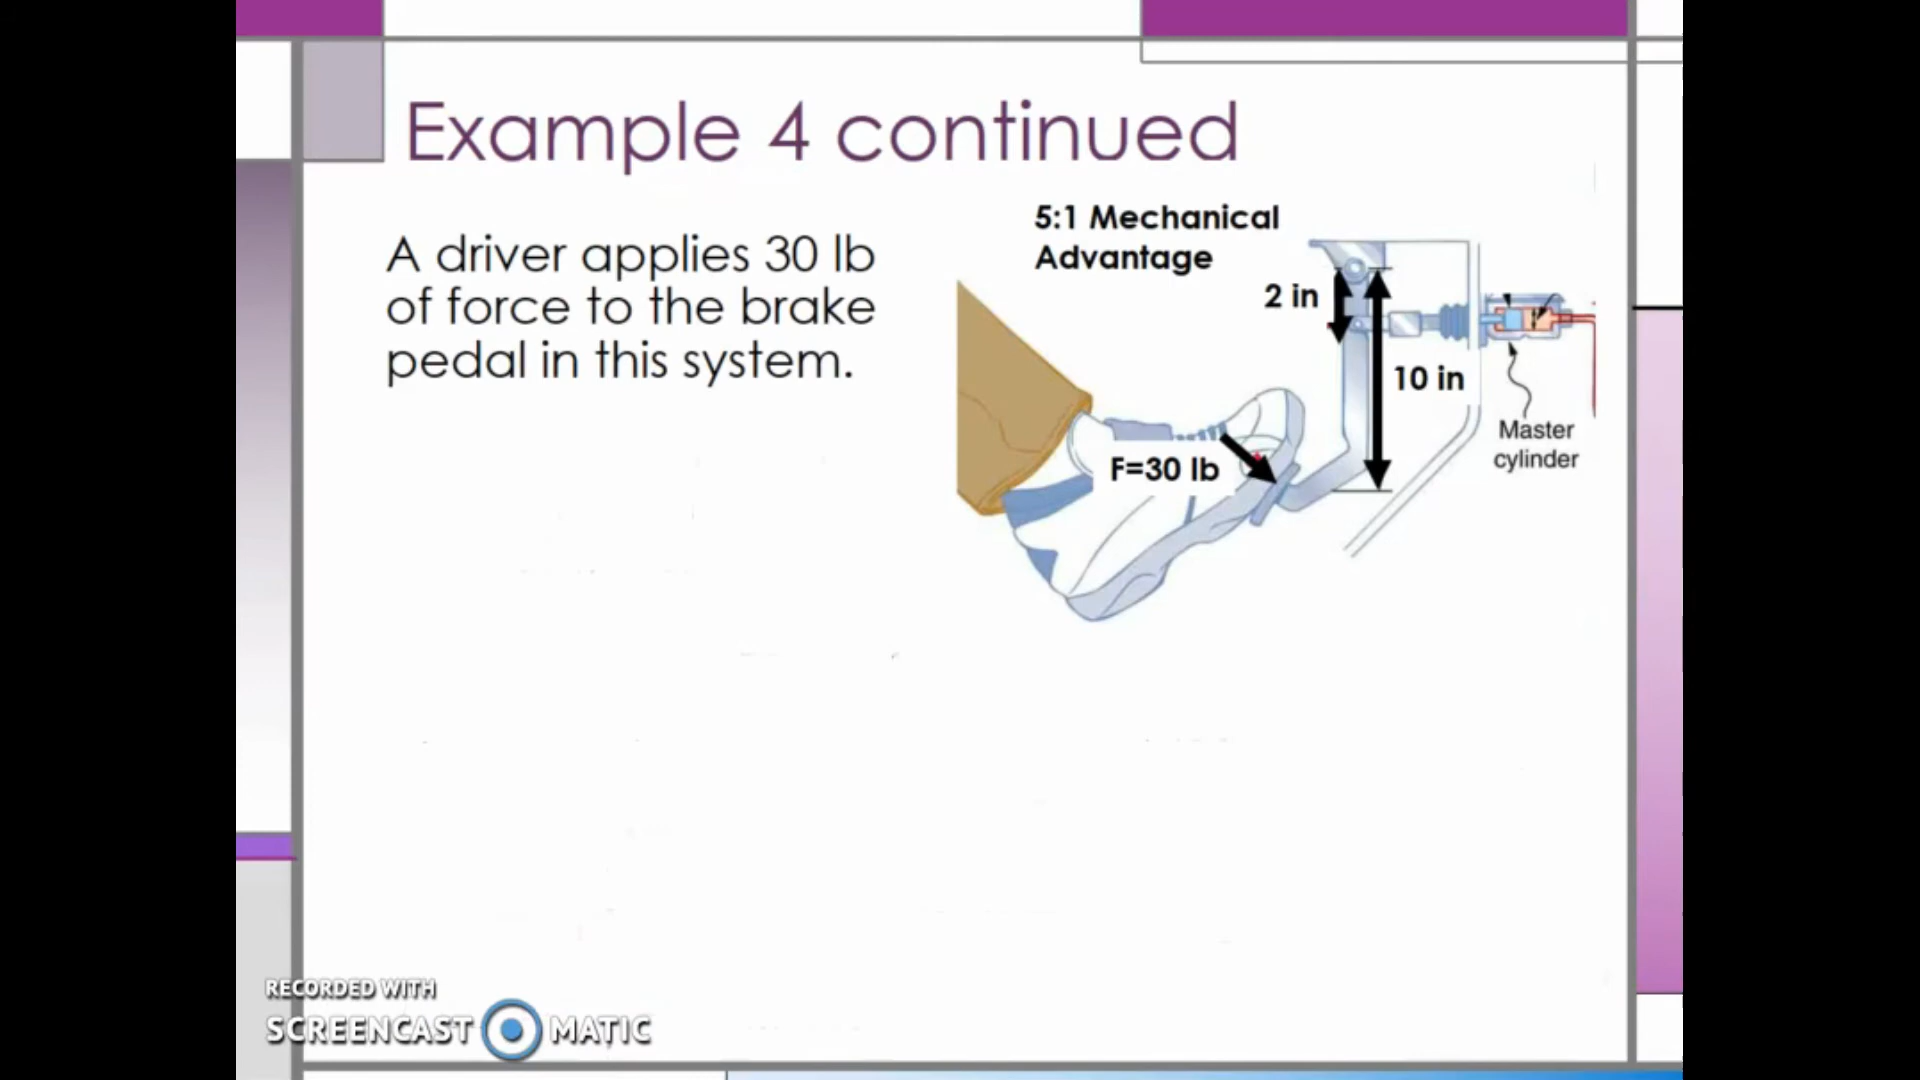 Example 4 continued
A driver applies 30 lb
of force to the brake
pedal in this system.
5:1 Mechanical
Advantage
2 in
10 in
F=30 lb
Master
cylinder
RECORDED WITH
SCREENCAST MATIC